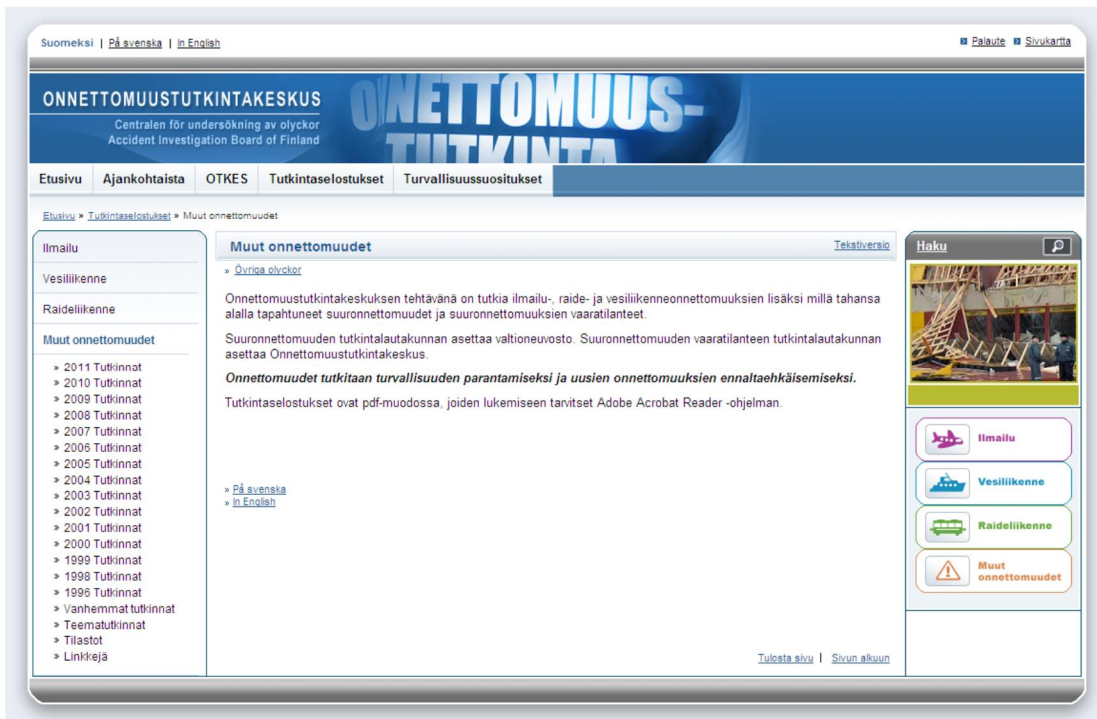 Suomeksi | På svenska | In English
Palaute Sivukartta
ONNETTOMUUSTUTKINTAKESKUS
Centralen för undersökning av olyckor
Accident Investigation Board of Finland
ONNETTOMUUS-
TUTKINTA
Etusivu Ajankohtaista OTKES Tutkintaselostukset Turvallisuussuositukset
Etusivu » Tutkintaselostukset » Muut onnettomuudet
Ilmailu
Vesiliikenne
Raideliikenne
Muut onnettomuudet
» 2011 Tutkinnat
» 2010 Tutkinnat
» 2009 Tutkinnat
» 2008 Tutkinnat
» 2007 Tutkinnat
» 2006 Tutkinnat
» 2005 Tutkinnat
» 2004 Tutkinnat
» 2003 Tutkinnat
» 2002 Tutkinnat
» 2001 Tutkinnat
» 2000 Tutkinnat
» 1999 Tutkinnat
» 1998 Tutkinnat
» 1996 Tutkinnat
» Vanhemmat tutkinnat
» Teematutkinnat
» Tilastot
» Linkkejä
Muut onnettomuudet
Tekstiversio
» Övriga olyckor
Onnettomuustutkintakeskuksen tehtävänä on tutkia ilmailu-, raide- ja vesiliikenneonnettomuuksien lisäksi millä tahansa
alalla tapahtuneet suuronnettomuudet ja suuronnettomuuksien vaaratilanteet.
Suuronnettomuuden tutkintalautakunnan asettaa valtioneuvosto. Suuronnettomuuden vaaratilanteen tutkintalautakunnan
asettaa Onnettomuustutkintakeskus.
Onnettomuudet tutkitaan turvallisuuden parantamiseksi ja uusien onnettomuuksien ennaltaehkäisemiseksi.
Tutkintaselostukset ovat pdf-muodossa, joiden lukemiseen tarvitset Adobe Acrobat Reader -ohjelman.
» På svenska
» In English
Tulosta sivu | Sivun alkuun
Haku
Ilmailu
Vesiliikenne
Raideliikenne
Muut
onnettomuudet